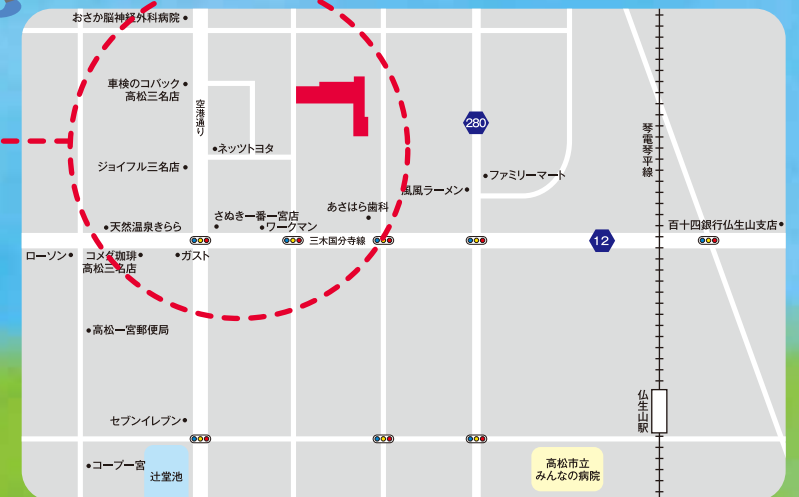 おさか脳神経外科病院
車検のコバック
高松三名店
空港通り
280
琴電琴平線
ネッツトヨタ
ジョイフル三名店
ファミリーマート
風風ラーメン
あさはら歯科
さぬき一番一宮店
天然温泉きらら
ワークマン
百十四銀行仏生山支店
三木国分寺線
12
ローソン
コメダ珈琲
高松三名店
ガスト
高松一宮郵便局
仏生山駅
セブンイレブン
コープ一宮
辻堂池
高松市立
みんなの病院